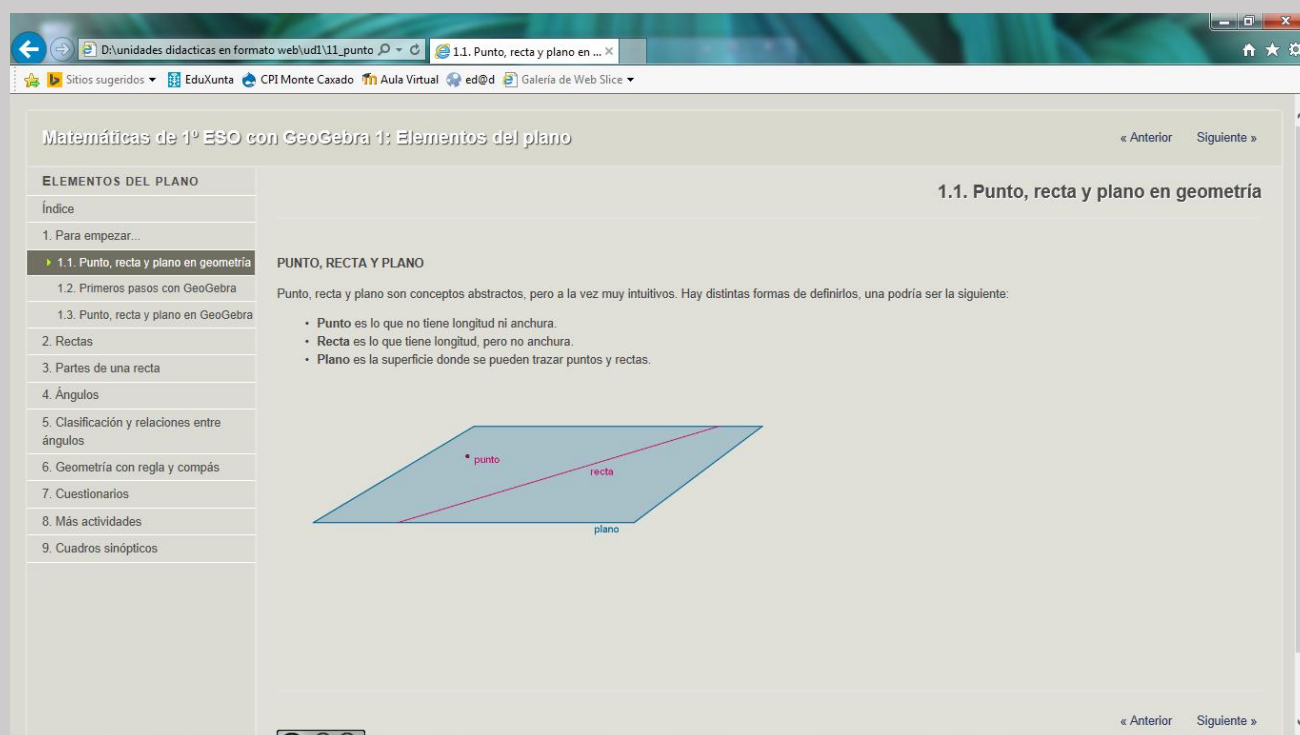 D:\unidades didacticas en formato web\ud1\11_punto
1.1. Punto, recta y plano en ...
Sitios sugeridos
EduXunta
CPI Monte Caxado
Aula Virtual
ed@d
Galería de Web Slice
Matemáticas de 1º ESO con GeoGebra 1: Elementos del plano
« Anterior Siguiente »
ELEMENTOS DEL PLANO
Índice
1. Para empezar...
1.1. Punto, recta y plano en geometría
1.2. Primeros pasos con GeoGebra
1.3. Punto, recta y plano en GeoGebra
2. Rectas
3. Partes de una recta
4. Ángulos
5. Clasificación y relaciones entre
ángulos
6. Geometría con regla y compás
7. Cuestionarios
8. Más actividades
9. Cuadros sinópticos
1.1. Punto, recta y plano en geometría
PUNTO, RECTA Y PLANO
Punto, recta y plano son conceptos abstractos, pero a la vez muy intuitivos. Hay distintas formas de definirlos, una podría ser la siguiente:
• Punto es lo que no tiene longitud ni anchura.
• Recta es lo que tiene longitud, pero no anchura.
• Plano es la superficie donde se pueden trazar puntos y rectas.
punto
recta
plano
« Anterior Siguiente »